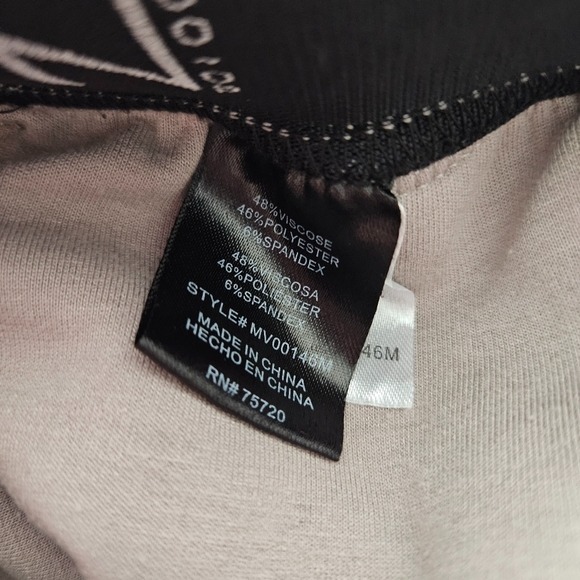 48%VISCOSE
46%POLYESTER
6%SPANDEX
48%VISCOSA
46%POLIESTER
6%SPANDEX
STYLE# MV00146M
MADE IN CHINA
HECHO EN CHINA
RN# 75720
46M